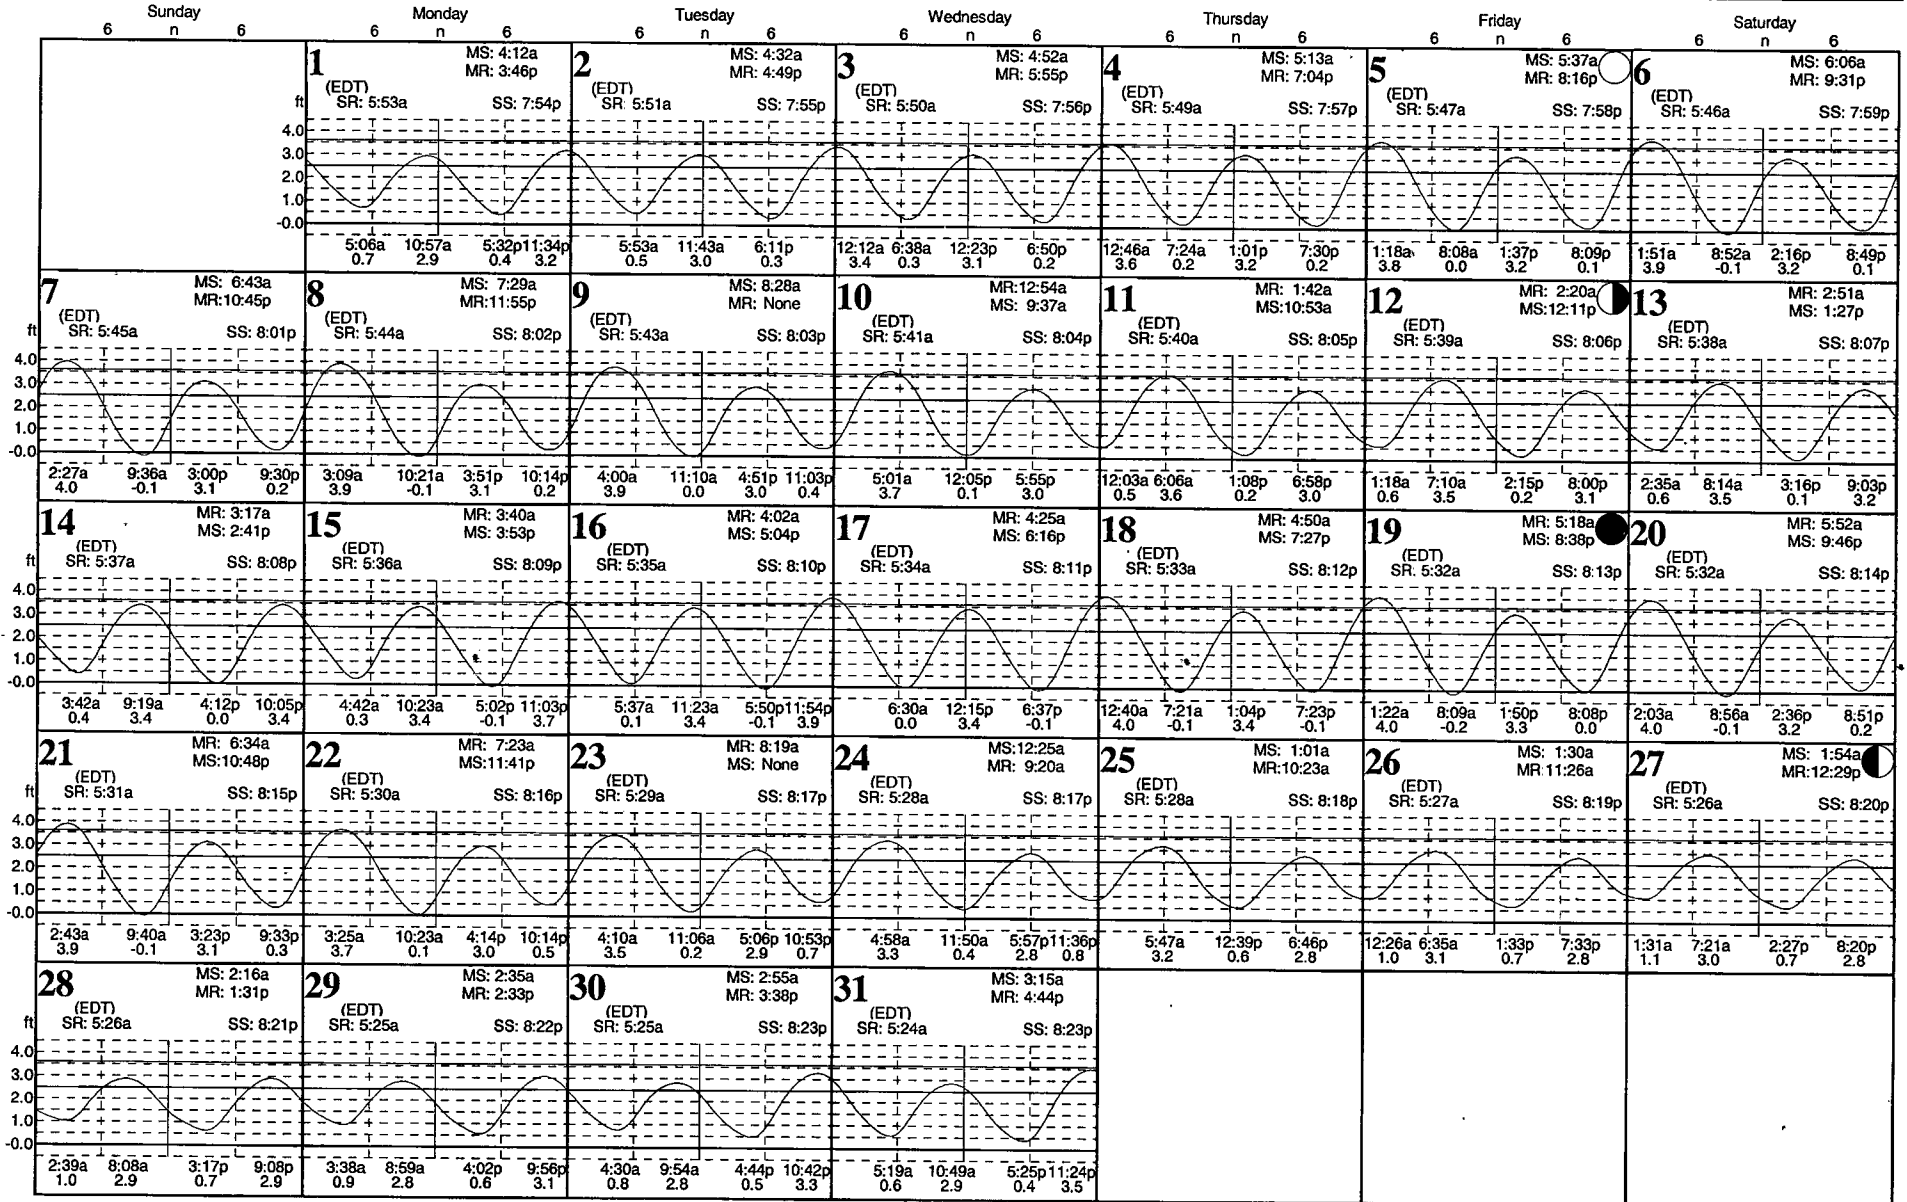 Sunday Monday Tuesday Wednesday Thursday Friday Saturday
6 n 6 6 n 6 6 n 6 6 n 6 6 n 6 6 n 6 6 n 6
1 MS: 4:12a 2 MS: 4:32a 3 MS: 4:52a 4 MS: 5:13a 5 MS: 5:37a 6 MS: 6:06a
MR: 3:46p MR: 4:49p MR: 5:55p MR: 7:04p MR: 8:16p MR: 9:31p
(EDT) (EDT) (EDT) (EDT) (EDT) (EDT)
ft SR: 5:53a SS: 7:54p SR: 5:51a SS: 7:55p SR: 5:50a SS: 7:56p SR: 5:49a SS: 7:57p SR: 5:47a SS: 7:58p SR: 5:46a SS: 7:59p
4.0
3.0
2.0
1.0
-0.0
5:06a 10:57a 5:32p 11:34p 5:53a 11:43a 6:11p 12:12a 6:38a 12:23p 6:50p 12:46a 7:24a 1:01p 7:30p 1:18a 8:08a 1:37p 8:09p 1:51a 8:52a 2:16p 8:49p
0.7 2.9 0.4 3.2 0.5 3.0 0.3 3.4 0.3 3.1 0.2 3.6 0.2 3.2 0.2 3.8 0.0 3.2 0.1 3.9 -0.1 3.2 0.1
7 MS: 6:43a 8 MS: 7:29a 9 MS: 8:28a 10 MR:12:54a 11 MR: 1:42a 12 MR: 2:20a 13 MR: 2:51a
MR:10:45p MR:11:55p MR: None MS: 9:37a MS:10:53a MS:12:11p MS: 1:27p
(EDT) (EDT) (EDT) (EDT) (EDT) (EDT) (EDT)
ft SR: 5:45a SS: 8:01p SR: 5:44a SS: 8:02p SR: 5:43a SS: 8:03p SR: 5:41a SS: 8:04p SR: 5:40a SS: 8:05p SR: 5:39a SS: 8:06p SR: 5:38a SS: 8:07p
4.0
3.0
2.0
1.0
-0.0
2:27a 9:36a 3:00p 9:30p 3:09a 10:21a 3:51p 10:14p 4:00a 11:10a 4:51p 11:03p 5:01a 12:05p 5:55p 12:03a 6:06a 1:08p 6:58p 1:18a 7:10a 2:15p 8:00p 2:35a 8:14a 3:16p 9:03p
4.0 -0.1 3.1 0.2 3.9 -0.1 3.1 0.2 3.9 0.0 3.0 0.4 3.7 0.1 3.0 0.5 3.6 0.2 3.0 0.6 3.5 0.2 3.1 0.6 3.5 0.1 3.2
14 MR: 3:17a 15 MR: 3:40a 16 MR: 4:02a 17 MR: 4:25a 18 MR: 4:50a 19 MR: 5:18a 20 MR: 5:52a
MS: 2:41p MS: 3:53p MS: 5:04p MS: 6:16p MS: 7:27p MS: 8:38p MS: 9:46p
(EDT) (EDT) (EDT) (EDT) (EDT) (EDT) (EDT)
ft SR: 5:37a SS: 8:08p SR: 5:36a SS: 8:09p SR: 5:35a SS: 8:10p SR: 5:34a SS: 8:11p SR: 5:33a SS: 8:12p SR: 5:32a SS: 8:13p SR: 5:32a SS: 8:14p
4.0
3.0
2.0
1.0
-0.0
3:42a 9:19a 4:12p 10:05p 4:42a 10:23a 5:02p 11:03p 5:37a 11:23a 5:50p 11:54p 6:30a 12:15p 6:37p 12:40a 7:21a 1:04p 7:23p 1:22a 8:09a 1:50p 8:08p 2:03a 8:56a 2:36p 8:51p
0.4 3.4 0.0 3.4 0.3 3.4 -0.1 3.7 0.1 3.4 -0.1 3.9 0.0 3.4 -0.1 4.0 -0.1 3.4 -0.1 4.0 -0.2 3.3 0.0 4.0 -0.2 3.2 0.2
21 MR: 6:34a 22 MR: 7:23a 23 MR: 8:19a 24 MS:12:25a 25 MS: 1:01a 26 MS: 1:30a 27 MS: 1:54a
MS:10:48p MS:11:41p MS: None MR: 9:20a MR:10:23a MR:11:26a MR:12:29p
(EDT) (EDT) (EDT) (EDT) (EDT) (EDT) (EDT)
ft SR: 5:31a SS: 8:15p SR: 5:30a SS: 8:16p SR: 5:29a SS: 8:17p SR: 5:28a SS: 8:17p SR: 5:28a SS: 8:18p SR: 5:27a SS: 8:19p SR: 5:26a SS: 8:20p
4.0
3.0
2.0
1.0
-0.0
2:43a 9:40a 3:23p 9:33p 3:25a 10:23a 4:14p 10:14p 4:10a 11:06a 5:06p 10:53p 4:58a 11:50a 5:57p 11:36p 5:47a 12:39p 6:46p 12:26a 6:35a 1:33p 7:33p 1:31a 7:21a 2:27p 8:20p
3.9 -0.1 3.1 0.3 3.7 0.1 3.0 0.5 3.5 0.2 2.9 0.7 3.3 0.4 2.8 0.8 3.2 0.6 2.8 1.0 3.1 0.7 2.8 1.1 3.0 0.7 2.8
28 MS: 2:16a 29 MS: 2:35a 30 MS: 2:55a 31 MS: 3:15a
MR: 1:31p MR: 2:33p MR: 3:38p MR: 4:44p
(EDT) (EDT) (EDT) (EDT)
ft SR: 5:26a SS: 8:21p SR: 5:25a SS: 8:22p SR: 5:25a SS: 8:23p SR: 5:24a SS: 8:23p
4.0
3.0
2.0
1.0
-0.0
2:39a 8:08a 3:17p 9:08p 3:38a 8:59a 4:02p 9:56p 4:30a 9:54a 4:44p 10:42p 5:19a 10:49a 5:25p 11:24p
1.0 2.9 0.7 2.9 0.9 2.8 0.6 3.1 0.8 2.8 0.5 3.3 0.6 2.9 0.4 3.5